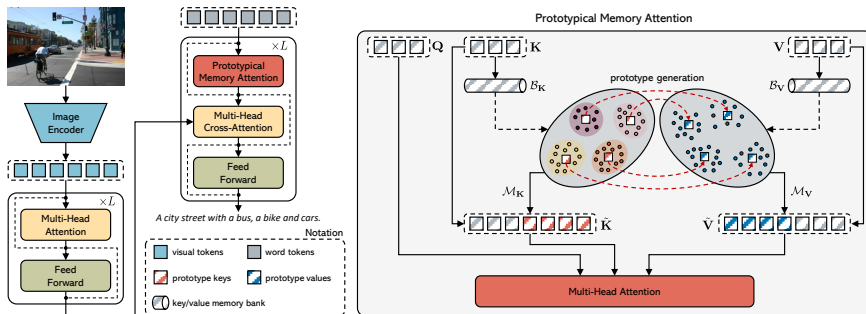 Image
Encoder
×L
Multi-Head
Attention
Feed
Forward
×L
Prototypical
Memory Attention
Multi-Head
Cross-Attention
Feed
Forward
A city street with a bus, a bike and cars.
Notation
visual tokens
word tokens
prototype keys
prototype values
key/value memory bank
Prototypical Memory Attention
Q
K
V
B_K
prototype generation
B_V
M_K
M_V
K̃
Ṽ
Multi-Head Attention